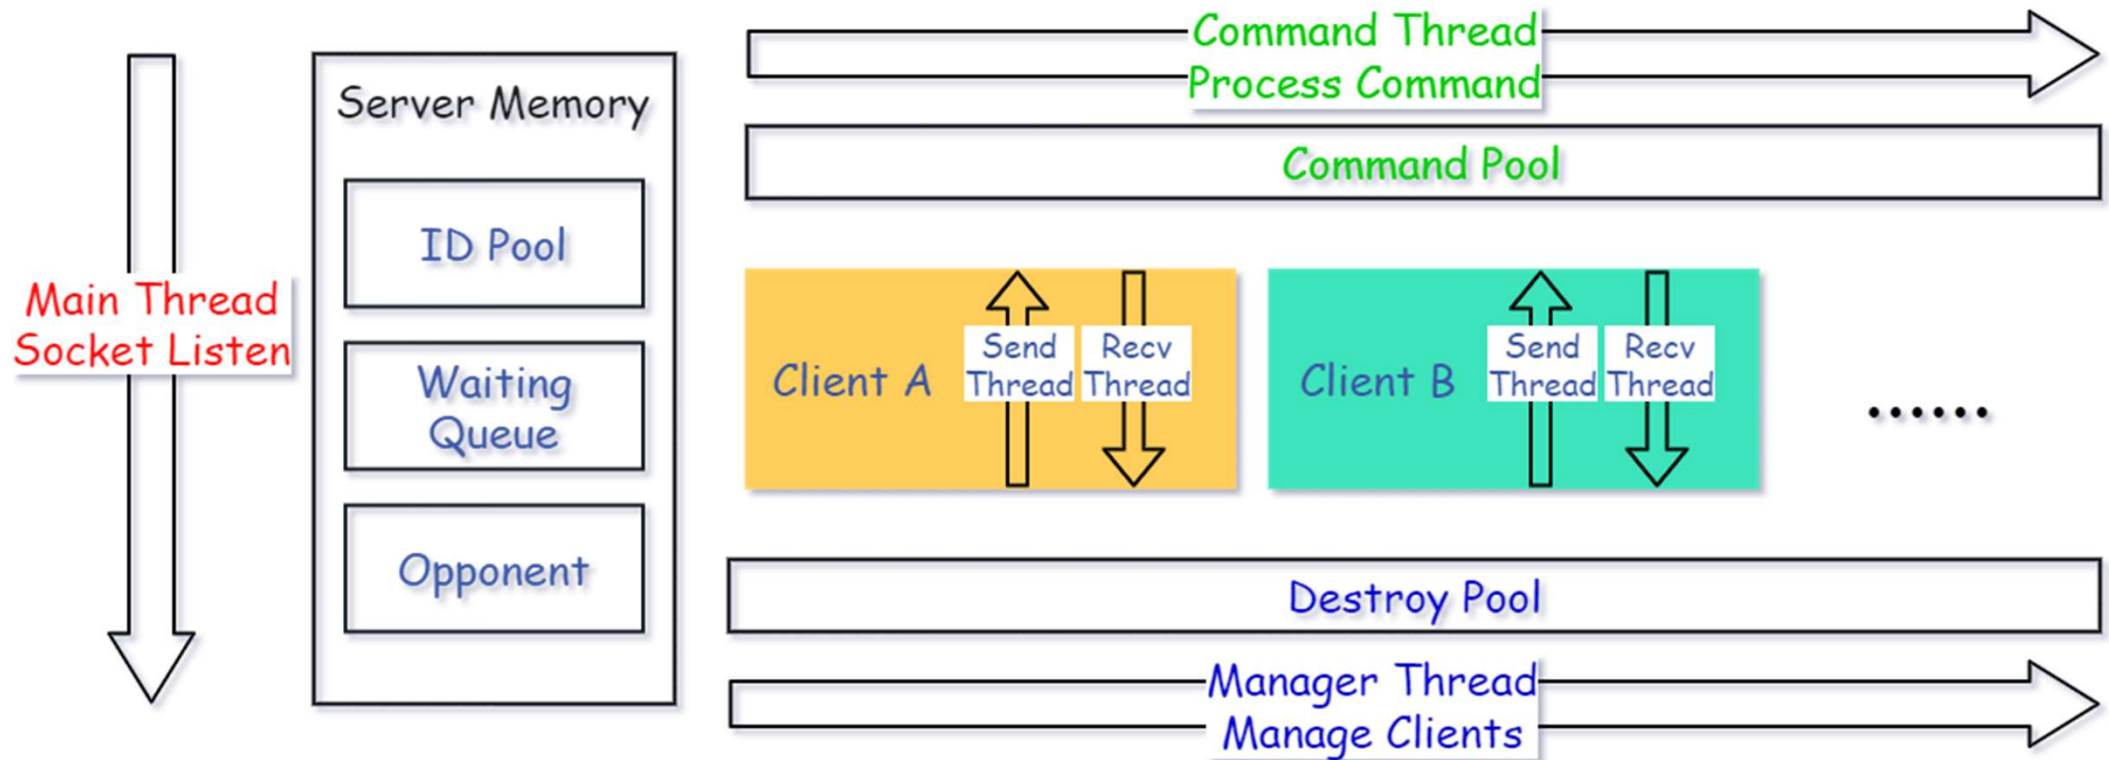 Main Thread
Socket Listen
Server Memory
ID Pool
Waiting
Queue
Opponent
Command Thread
Process Command
Command Pool
Client A
Send
Thread
Recv
Thread
Client B
Send
Thread
Recv
Thread
......
Destroy Pool
Manager Thread
Manage Clients